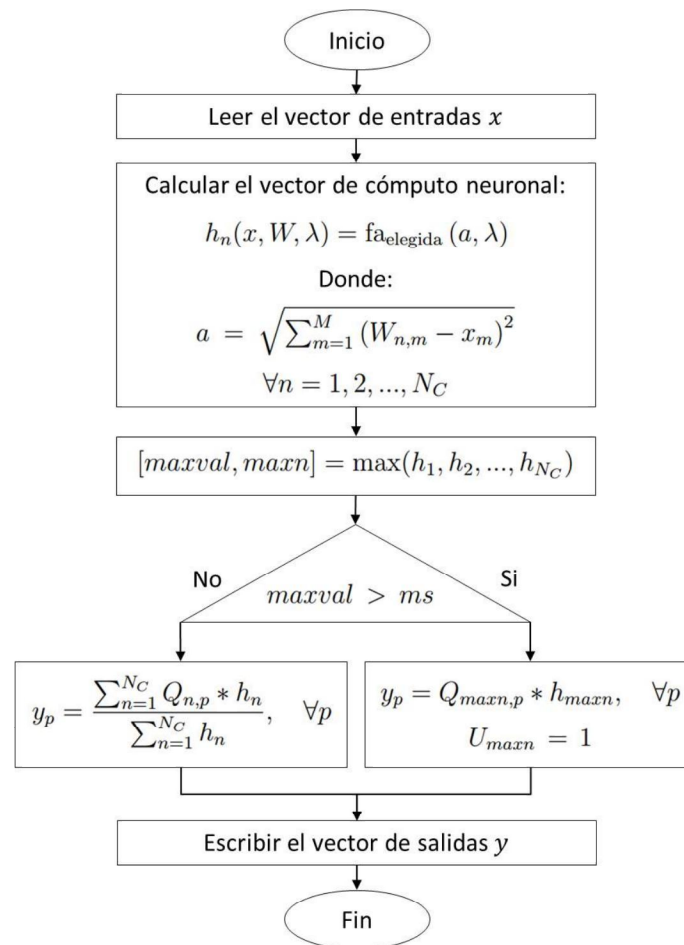 Inicio
Leer el vector de entradas x
Calcular el vector de cómputo neuronal:
h_n(x, W, λ) = fa_elegida (a, λ)
Donde:
a = √(∑_{m=1}^{M} (W_{n,m} − x_m)^2)
∀n = 1, 2, ..., N_C
[maxval, maxn] = max(h_1, h_2, ..., h_{N_C})
No
Si
maxval > ms
y_p = (∑_{n=1}^{N_C} Q_{n,p} * h_n) / (∑_{n=1}^{N_C} h_n), ∀p
y_p = Q_{maxn,p} * h_{maxn}, ∀p
U_{maxn} = 1
Escribir el vector de salidas y
Fin